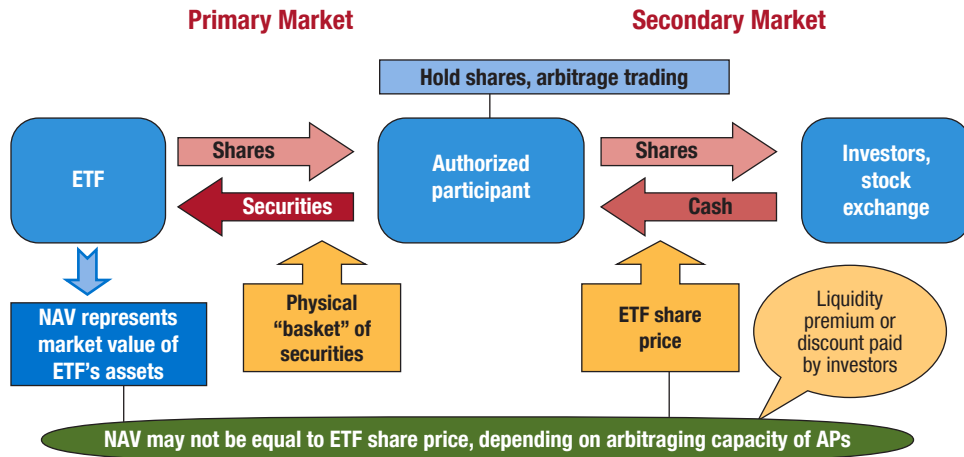 Primary Market
Secondary Market
Hold shares, arbitrage trading
ETF
Shares
Securities
Authorized
participant
Shares
Cash
Investors,
stock
exchange
NAV represents
market value of
ETF’s assets
Physical
“basket” of
securities
ETF share
price
Liquidity
premium or
discount paid
by investors
NAV may not be equal to ETF share price, depending on arbitraging capacity of APs